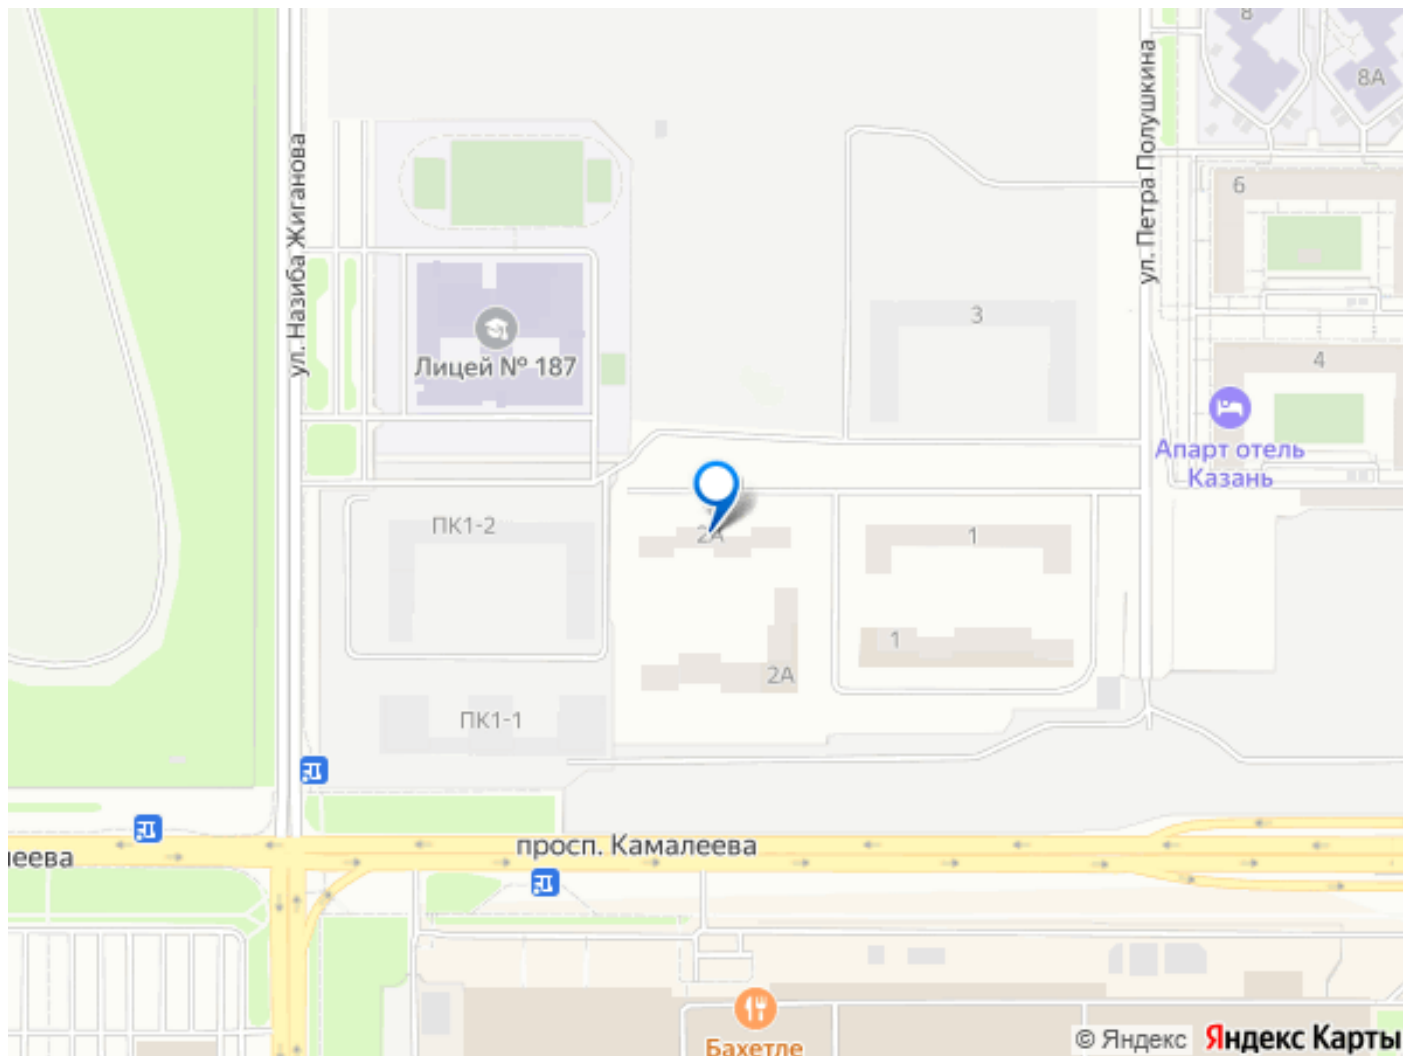 8
8А
ул. Петра Полушкина
ул. Назиба Жиганова
6
3
Лицей № 187
4
Апарт отель
Казань
ПК1-2
2А
1
1
2А
ПК1-1
просп. Камалеева
леева
Бахетле
© Яндекс Яндекс Карты